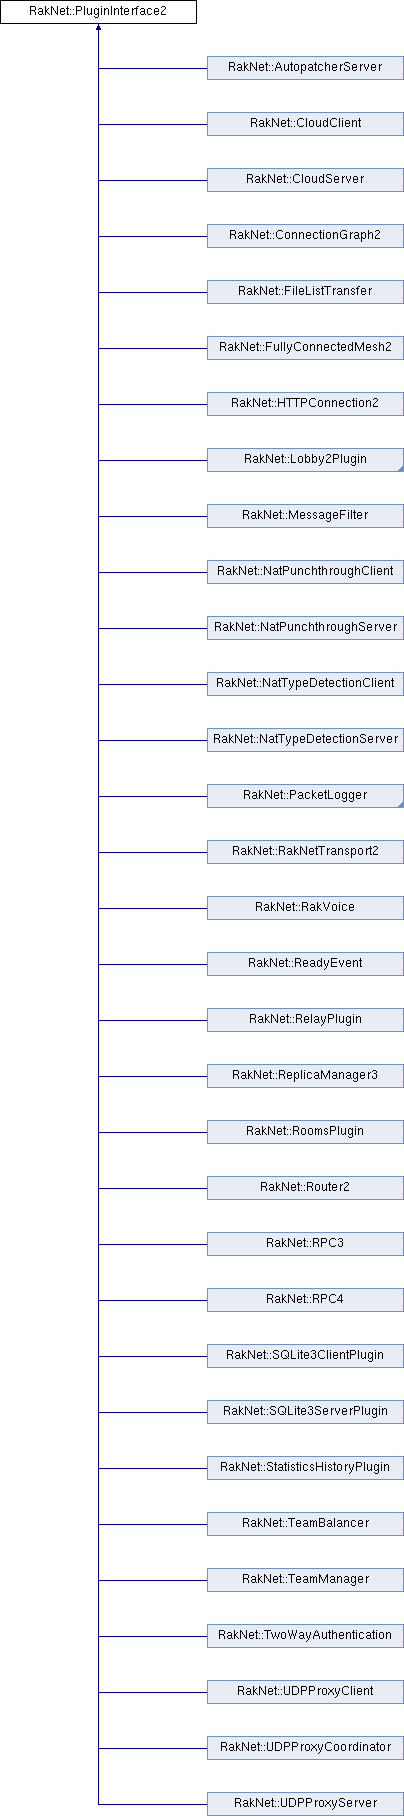 RakNet::PluginInterface2
RakNet::AutopatcherServer
RakNet::CloudClient
RakNet::CloudServer
RakNet::ConnectionGraph2
RakNet::FileListTransfer
RakNet::FullyConnectedMesh2
RakNet::HTTPConnection2
RakNet::Lobby2Plugin
RakNet::MessageFilter
RakNet::NatPunchthroughClient
RakNet::NatPunchthroughServer
RakNet::NatTypeDetectionClient
RakNet::NatTypeDetectionServer
RakNet::PacketLogger
RakNet::RakNetTransport2
RakNet::RakVoice
RakNet::ReadyEvent
RakNet::RelayPlugin
RakNet::ReplicaManager3
RakNet::RoomsPlugin
RakNet::Router2
RakNet::RPC3
RakNet::RPC4
RakNet::SQLite3ClientPlugin
RakNet::SQLite3ServerPlugin
RakNet::StatisticsHistoryPlugin
RakNet::TeamBalancer
RakNet::TeamManager
RakNet::TwoWayAuthentication
RakNet::UDPProxyClient
RakNet::UDPProxyCoordinator
RakNet::UDPProxyServer